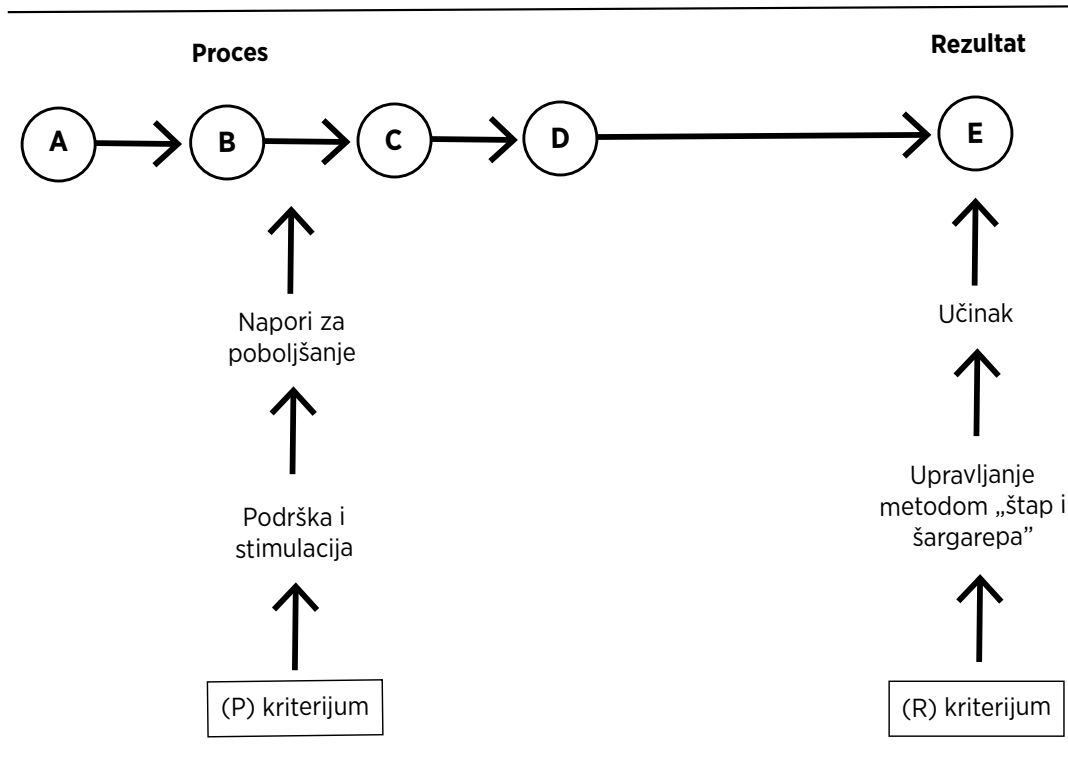 Proces
Rezultat
A
B
C
D
E
Napori za
poboljšanje
Učinak
Podrška i
stimulacija
Upravljanje
metodom „štap i
šargarepa”
(P) kriterijum
(R) kriterijum